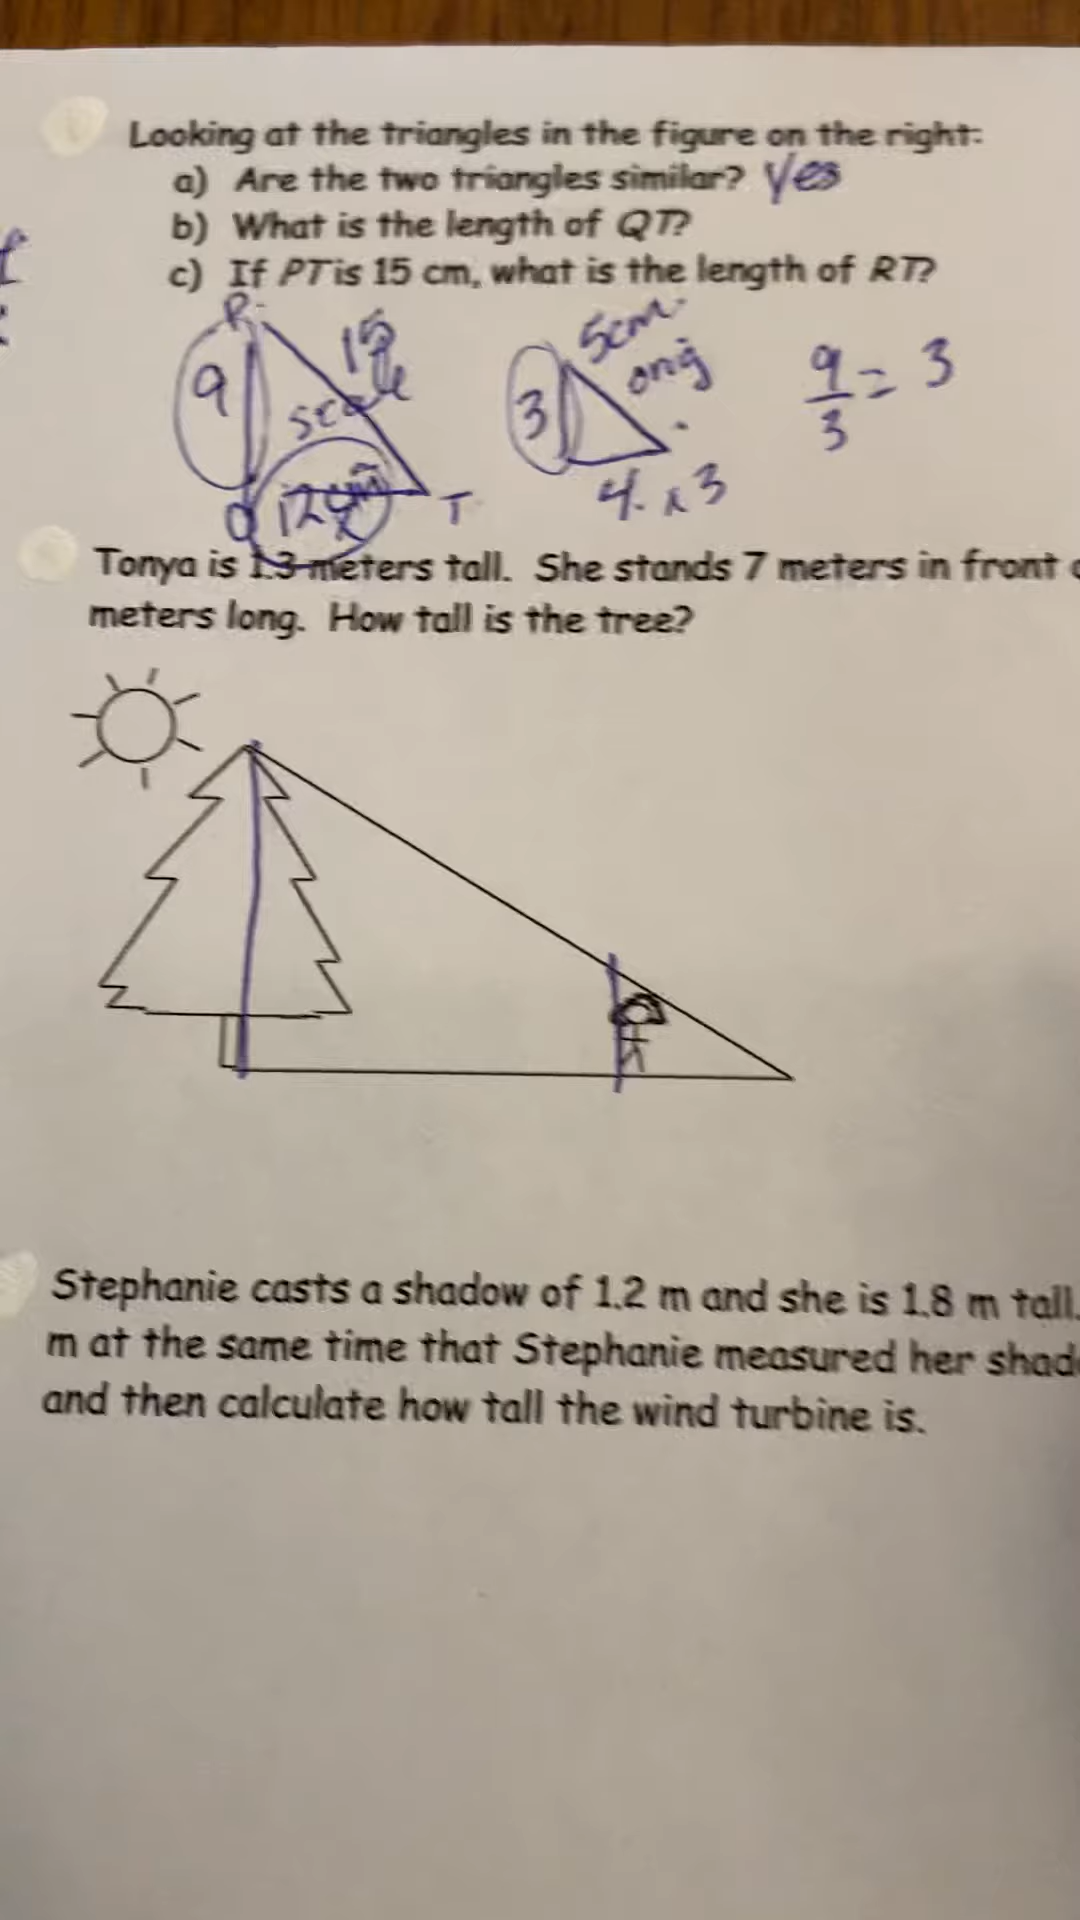 Looking at the triangles in the figure on the right:
a) Are the two triangles similar? Yes
b) What is the length of QT?
c) If PT is 15 cm, what is the length of RT?
15
5cm
9
scale
orig
3
9/3 = 3
12cm
T
4 x 3
Tonya is 1.3 meters tall. She stands 7 meters in front
meters long. How tall is the tree?
Stephanie casts a shadow of 1.2 m and she is 1.8 m tall.
m at the same time that Stephanie measured her
and then calculate how tall the wind turbine is.